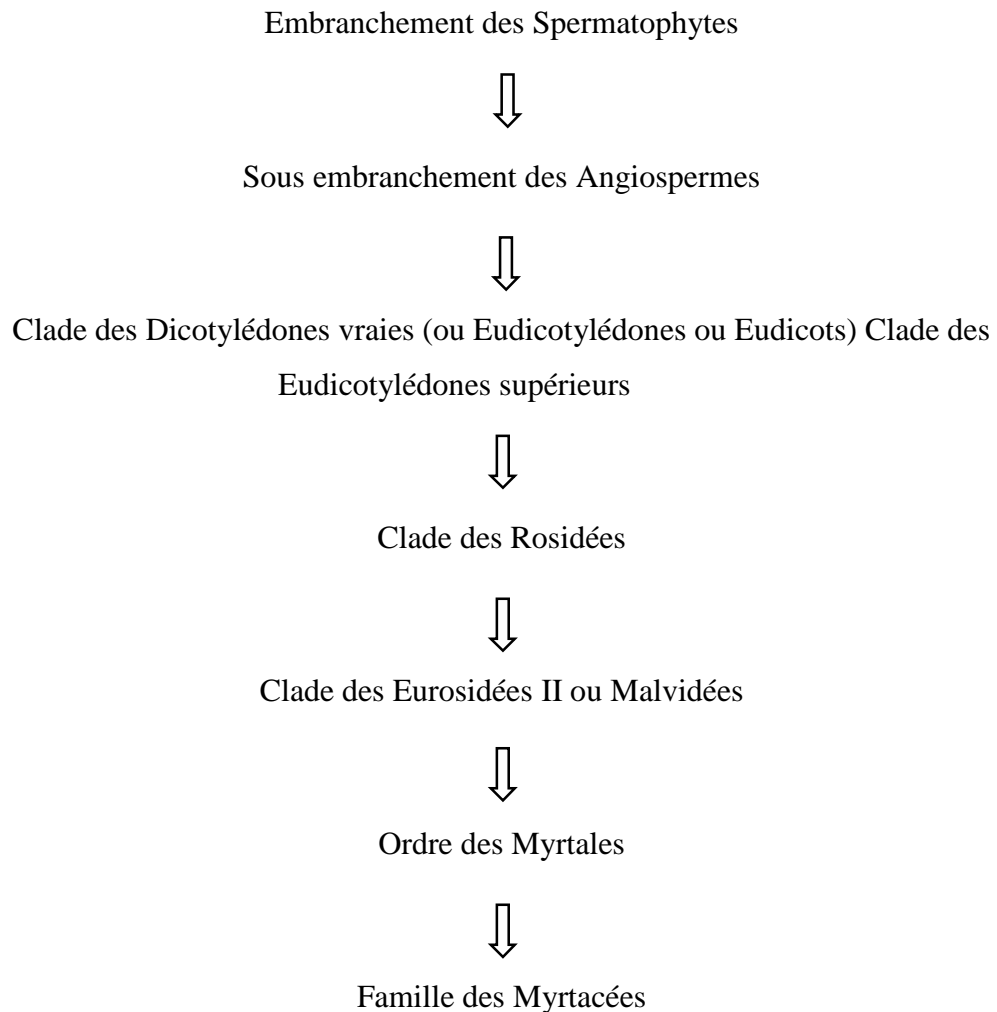 Embranchement des Spermatophytes
Sous embranchement des Angiospermes
Clade des Dicotylédones vraies (ou Eudicotylédones ou Eudicots) Clade des
Eudicotylédones supérieurs
Clade des Rosidées
Clade des Eurosidées II ou Malvidées
Ordre des Myrtales
Famille des Myrtacées